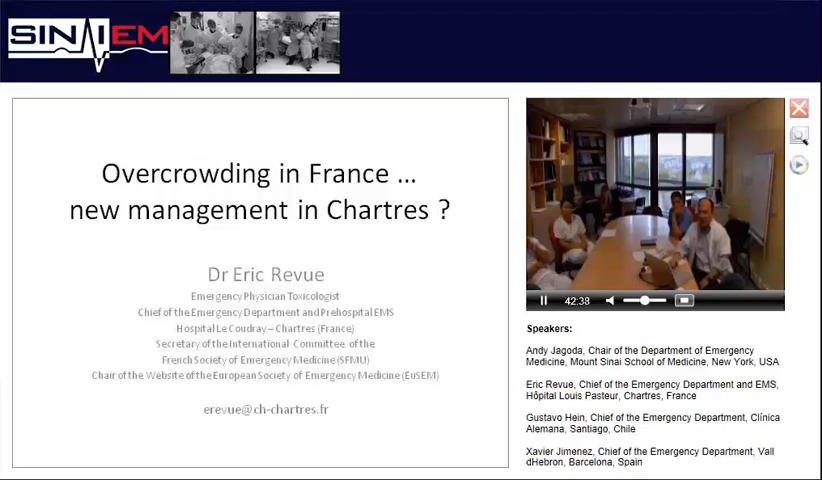 SINAIEM
Overcrowding in France ...
new management in Chartres ?
Dr Eric Revue
Emergency Physician Toxicologist
Chief of the Emergency Department and Prehospital EMS
Hospital Le Coudray – Chartres (France)
Secretary of the International Committee of the
French Society of Emergency Medicine (SFMU)
Chair of the Website of the European Society of Emergency Medicine (EuSEM)
erevue@ch-chartres.fr
42:38
Speakers:
Andy Jagoda, Chair of the Department of Emergency
Medicine, Mount Sinai School of Medicine, New York, USA
Eric Revue, Chief of the Emergency Department and EMS,
Hôpital Louis Pasteur, Chartres, France
Gustavo Hein, Chief of the Emergency Department, Clínica
Alemana, Santiago, Chile
Xavier Jimenez, Chief of the Emergency Department, Vall
dHebron, Barcelona, Spain